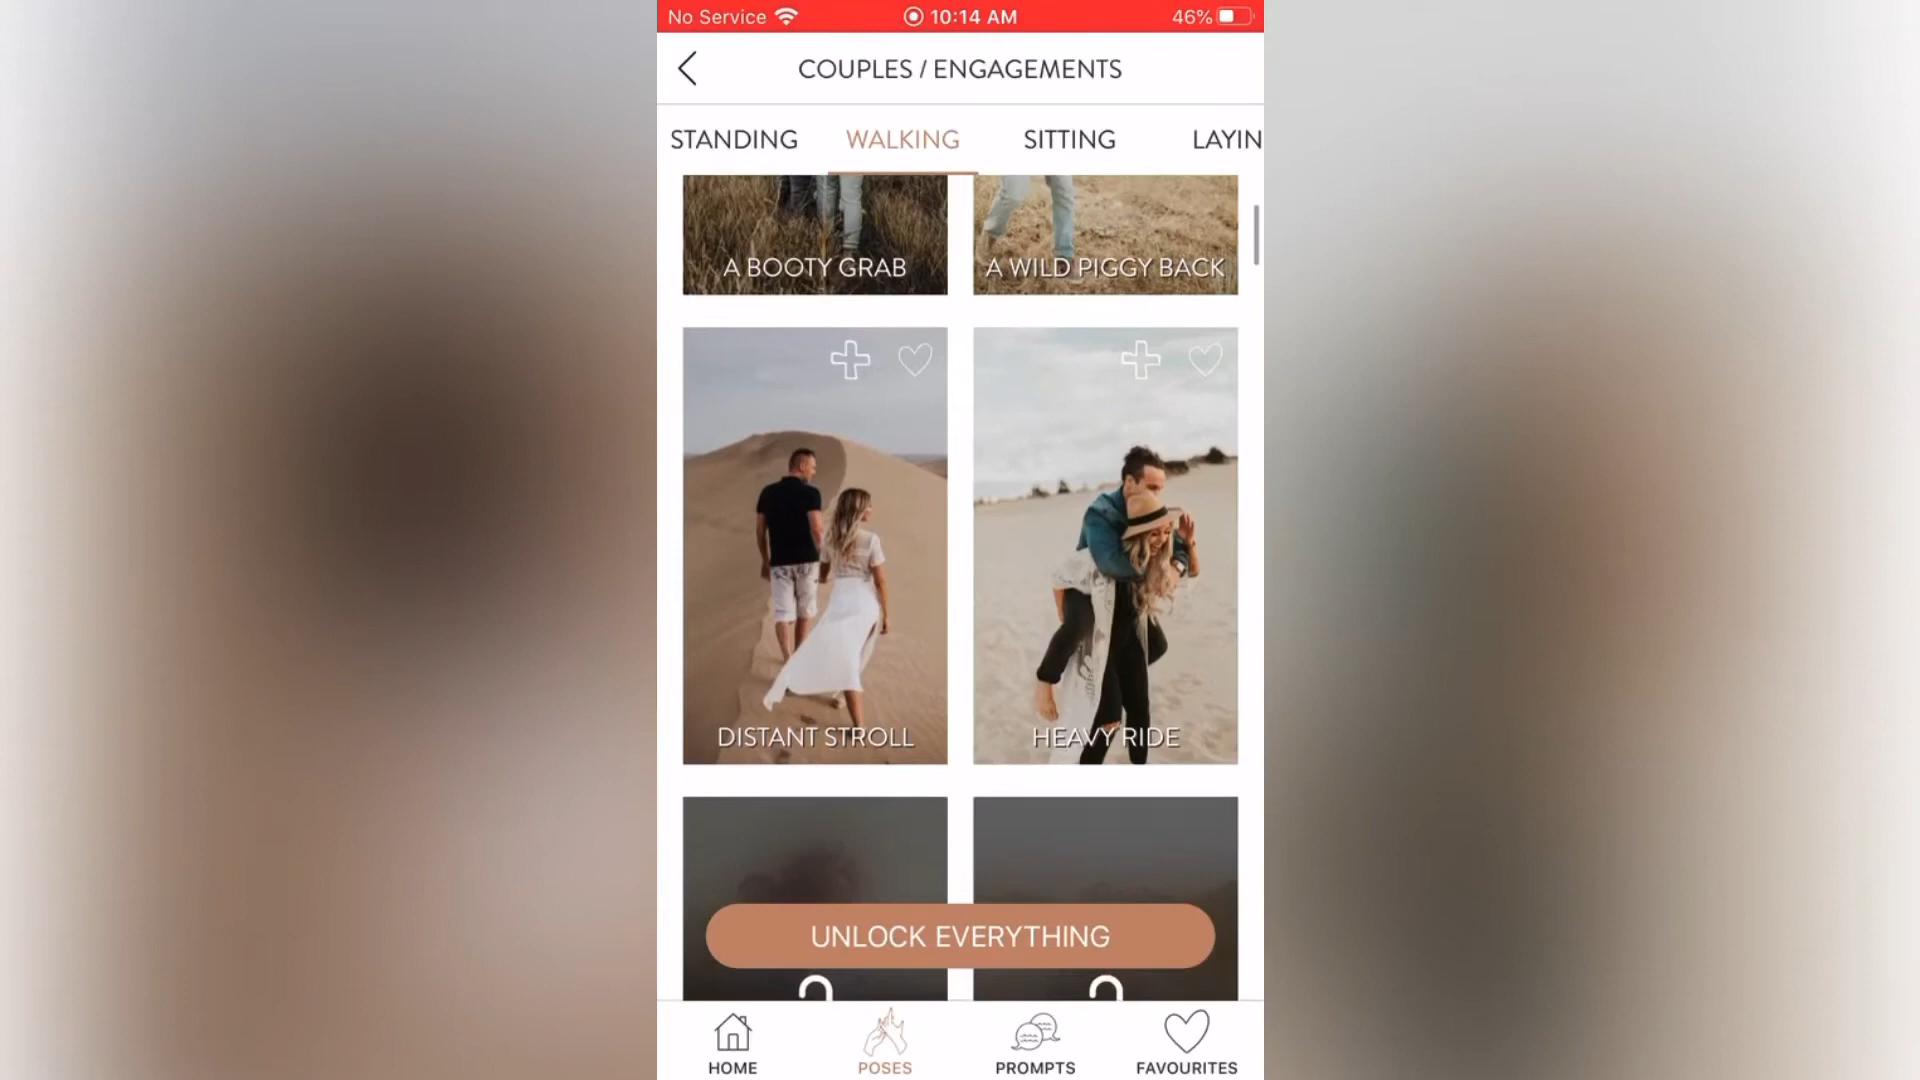 No Service 10:14 AM 46%
COUPLES / ENGAGEMENTS
STANDING WALKING SITTING LAYIN
A BOOTY GRAB A WILD PIGGY BACK
DISTANT STROLL HEAVY RIDE
UNLOCK EVERYTHING
HOME POSES PROMPTS FAVOURITES